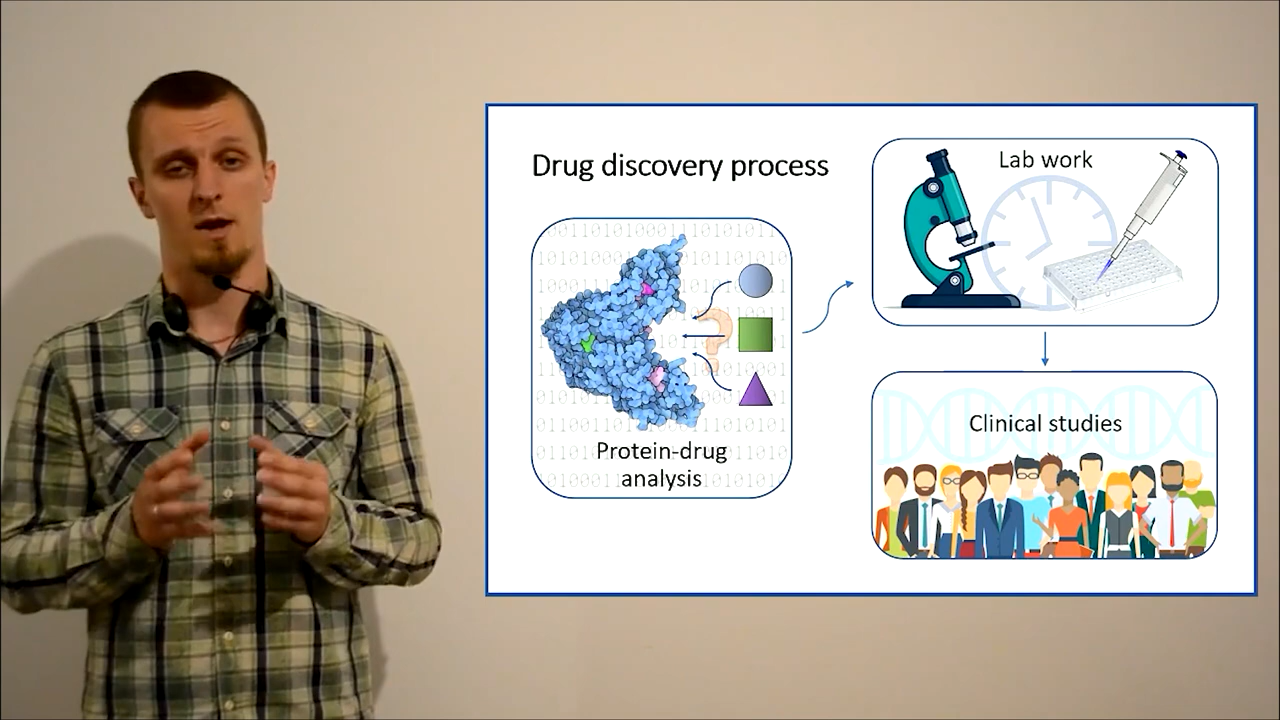 Drug discovery process
Protein-drug
analysis
Lab work
Clinical studies